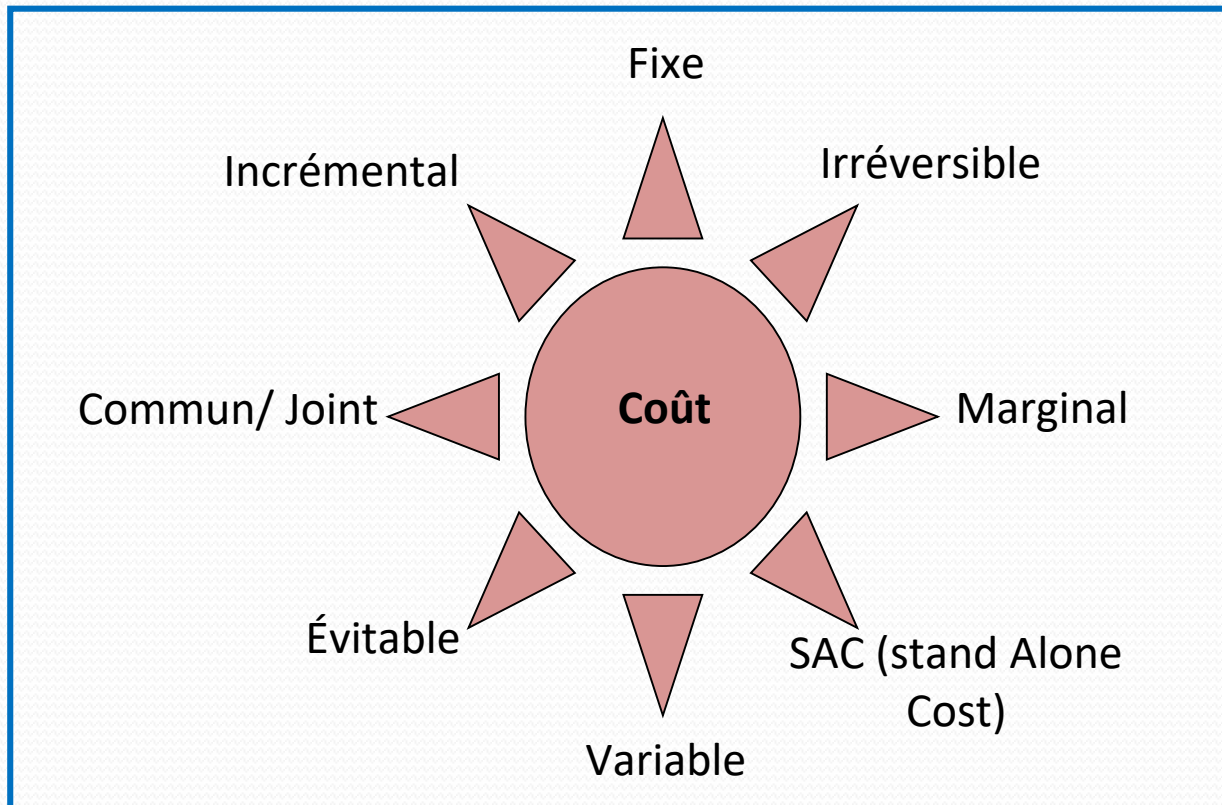 Fixe
Incrémental
Irréversible
Commun/ Joint
Coût
Marginal
Évitable
SAC (stand Alone
Cost)
Variable